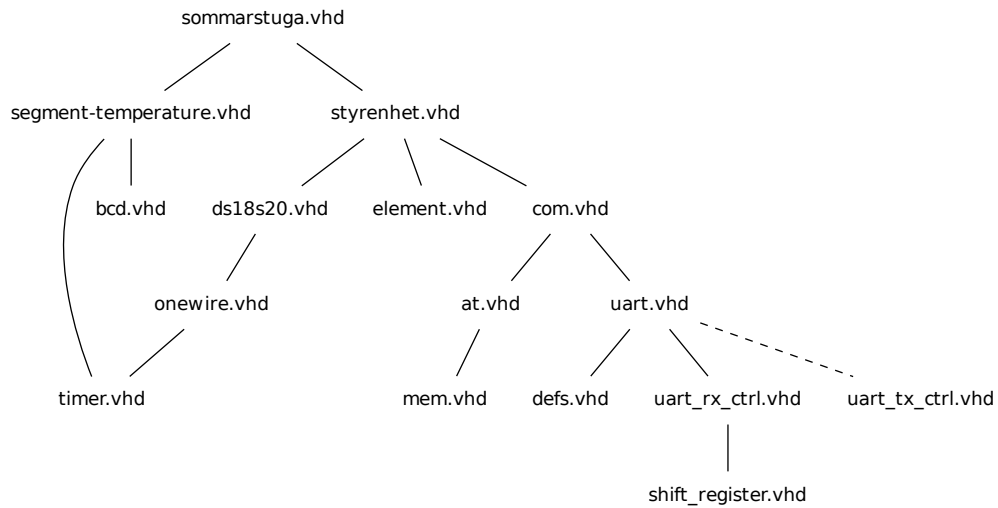 sommarstuga.vhd
segment-temperature.vhd styrenhet.vhd
bcd.vhd ds18s20.vhd element.vhd com.vhd
onewire.vhd at.vhd uart.vhd
timer.vhd mem.vhd defs.vhd uart_rx_ctrl.vhd uart_tx_ctrl.vhd
shift_register.vhd